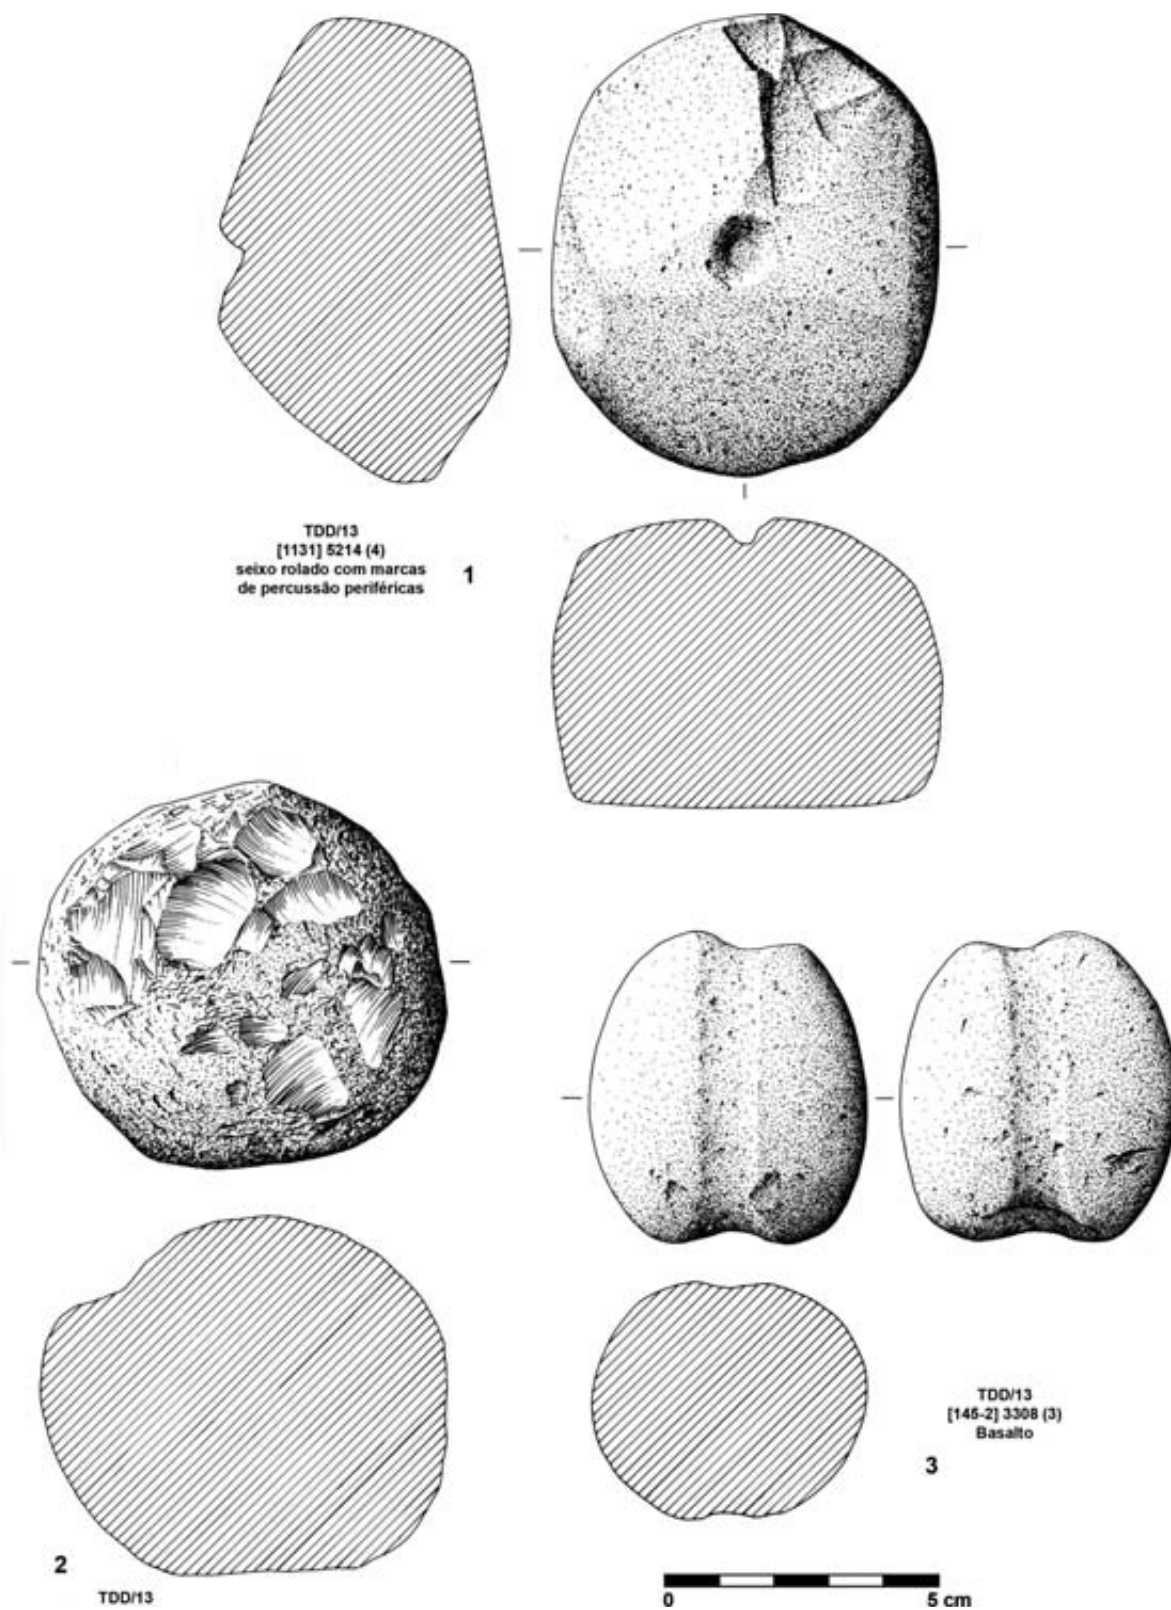 TDD/13
[1131] 5214 (4)
seixo rolado com marcas
de percussão periféricas
1
TDD/13
[145-2] 3308 (3)
Basalto
3
2
TDD/13
0 5 cm